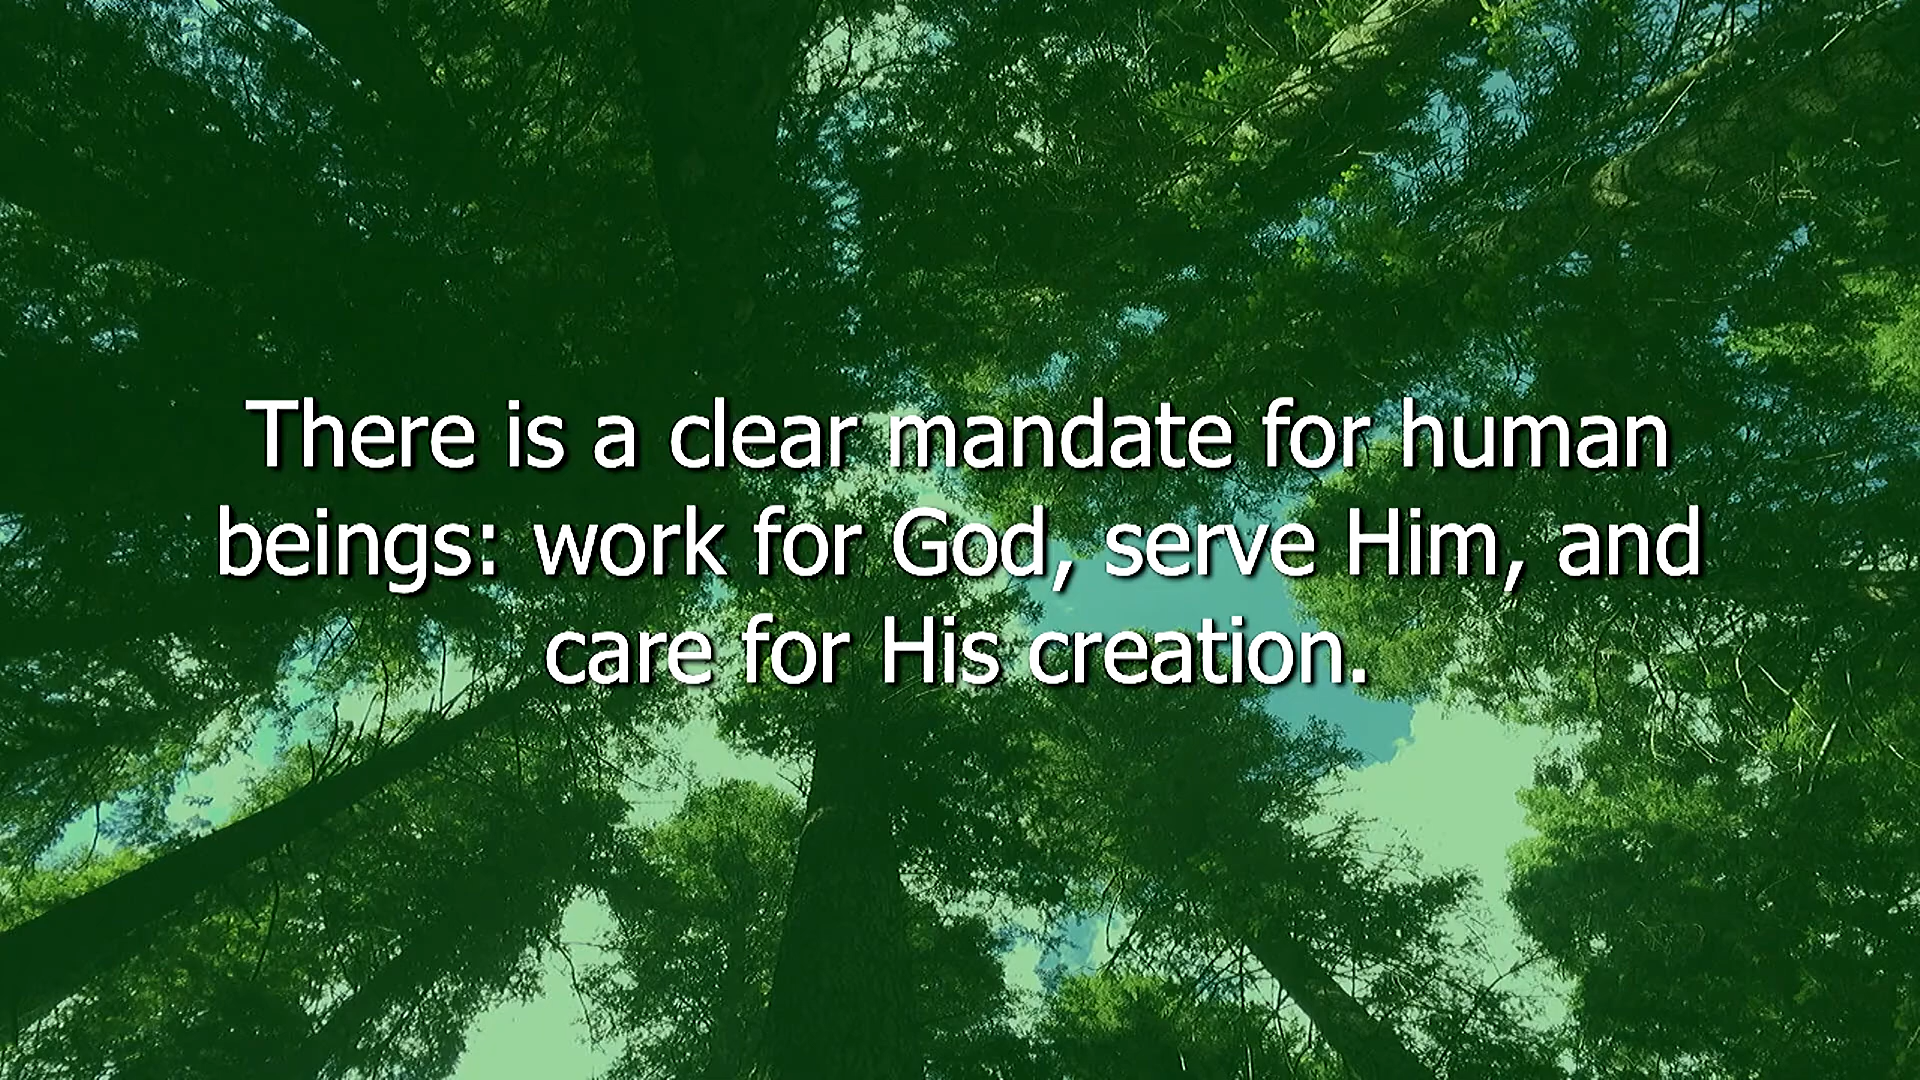 There is a clear mandate for human
beings: work for God, serve Him, and
care for His creation.